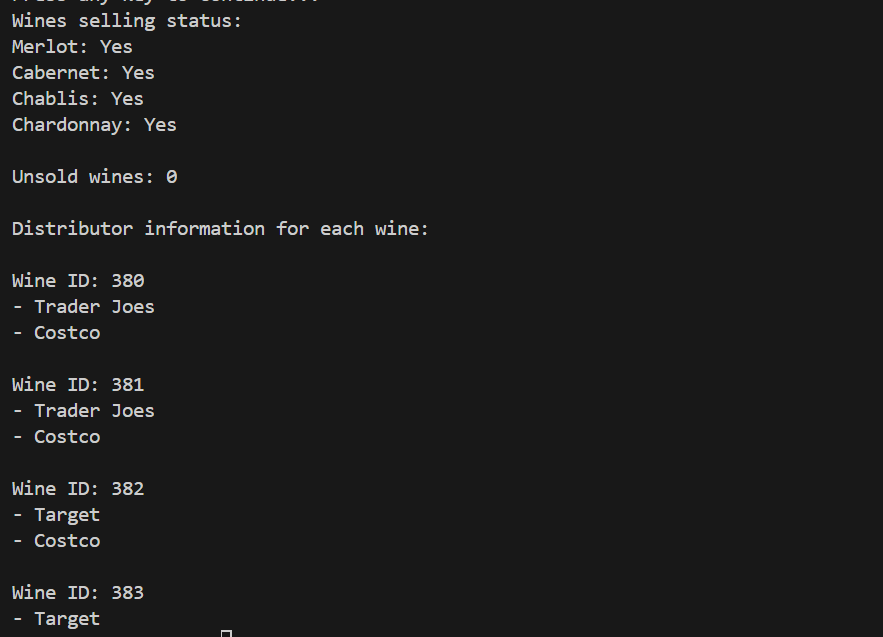 Wines selling status:
Merlot: Yes
Cabernet: Yes
Chablis: Yes
Chardonnay: Yes
Unsold wines: 0
Distributor information for each wine:
Wine ID: 380
- Trader Joes
- Costco
Wine ID: 381
- Trader Joes
- Costco
Wine ID: 382
- Target
- Costco
Wine ID: 383
- Target